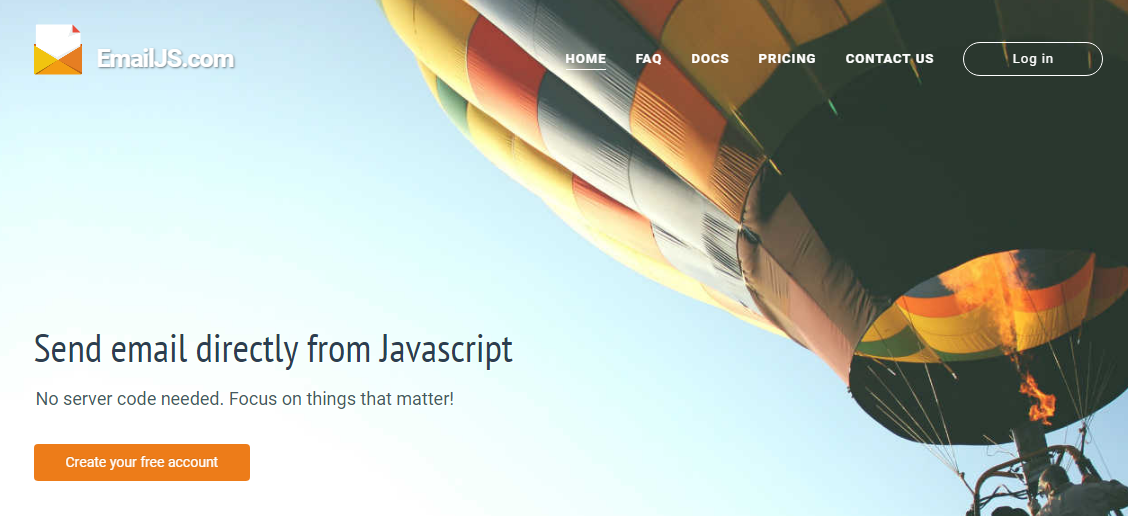 EmailJS.com
HOME FAQ DOCS PRICING CONTACT US Log in
Send email directly from Javascript
No server code needed. Focus on things that matter!
Create your free account